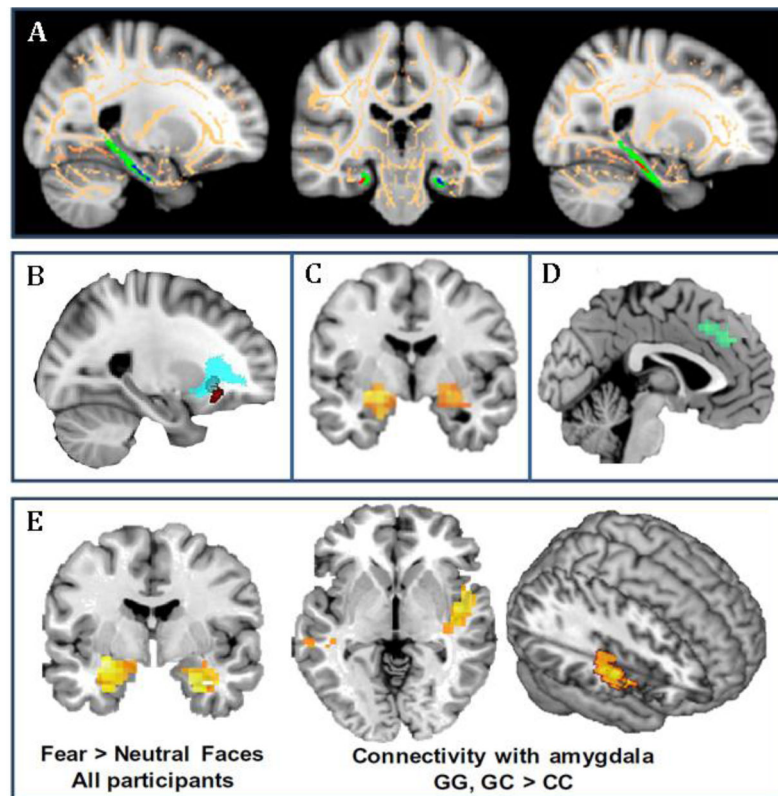 A
B
C
D
E
Fear > Neutral Faces
All participants
Connectivity with amygdala
GG, GC > CC